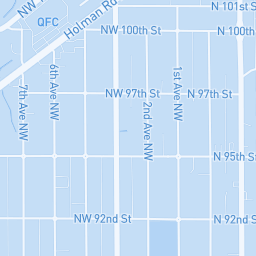 N 101st S
NW
QFC
Holman Rd
NW 100th St
N 100th
6th Ave NW
7th Ave NW
NW 97th St
1st Ave NW
N 97th St
2nd Ave NW
N 95th
NW 92nd St
N 92nd